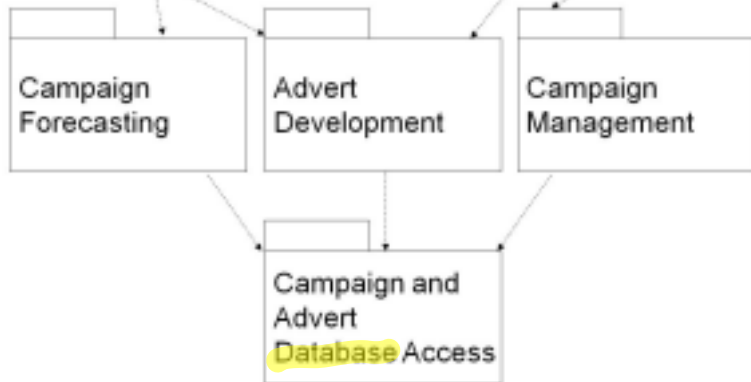 Campaign
Forecasting
Advert
Development
Campaign
Management
Campaign and
Advert
Database Access